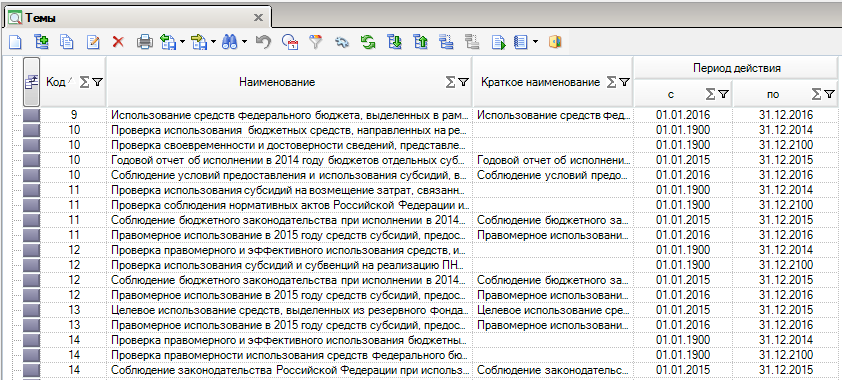 Темы
Период действия
Код Наименование Краткое наименование с по
9 Использование средств Федерального бюджета, выделенных в рам... Использование средств Фед... 01.01.2016 31.12.2016
10 Проверка использования бюджетных средств, направленных на ре... 01.01.1900 31.12.2014
10 Проверка своевременности и достоверности сведений, представле... 01.01.1900 31.12.2100
10 Годовой отчет об исполнении в 2014 году бюджетов отдельных суб... Годовой отчет об исполнени... 01.01.2015 31.12.2015
10 Соблюдение условий предоставления и использования субсидий, в... Соблюдение условий предо... 01.01.2016 31.12.2016
11 Проверка использования субсидий на возмещение затрат, связанн... 01.01.1900 31.12.2014
11 Проверка соблюдения нормативных актов Российской Федерации и... 01.01.1900 31.12.2100
11 Соблюдение бюджетного законодательства при исполнении в 2014... Соблюдение бюджетного за... 01.01.2015 31.12.2015
11 Правомерное использование в 2015 году средств субсидий, предос... Правомерное использовани... 01.01.2016 31.12.2016
12 Проверка правомерного и эффективного использования средств, и... 01.01.1900 31.12.2014
12 Проверка использования субсидий и субвенций на реализацию ПН... 01.01.1900 31.12.2100
12 Соблюдение бюджетного законодательства при исполнении в 2014... Соблюдение бюджетного за... 01.01.2015 31.12.2015
12 Правомерное использование в 2015 году средств субсидий, предос... Правомерное использовани... 01.01.2016 31.12.2016
13 Целевое использование средств, выделенных из резервного фонда... Целевое использование сре... 01.01.2015 31.12.2015
13 Правомерное использование в 2015 году средств субсидий, предос... Правомерное использовани... 01.01.2016 31.12.2016
14 Проверка правомерного и эффективного использования бюджетны... 01.01.1900 31.12.2014
14 Проверка правомерности использования средств Федерального бю... 01.01.1900 31.12.2100
14 Соблюдение законодательства Российской Федерации при использ... Соблюдение законодательс... 01.01.2015 31.12.2015